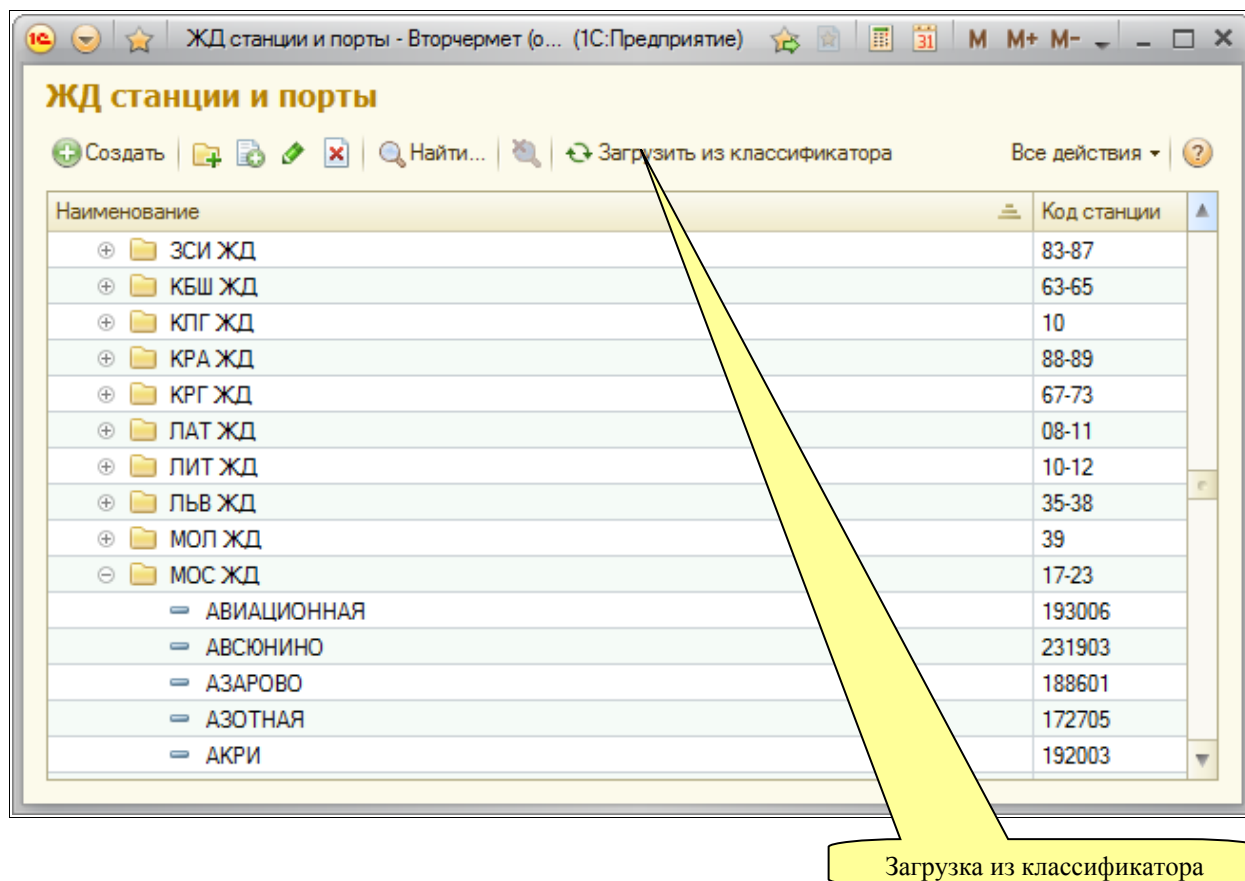 1С ЖД станции и порты - Вторчермет (о... (1С:Предприятие) 31 M M+ M-
ЖД станции и порты
Создать Найти... Загрузить из классификатора Все действия ?
Наименование Код станции
ЗСИ ЖД 83-87
КБШ ЖД 63-65
КЛГ ЖД 10
КРА ЖД 88-89
КРГ ЖД 67-73
ЛАТ ЖД 08-11
ЛИТ ЖД 10-12
ЛЬВ ЖД 35-38
МОЛ ЖД 39
МОС ЖД 17-23
АВИАЦИОННАЯ 193006
АВСЮНИНО 231903
АЗАРОВО 188601
АЗОТНАЯ 172705
АКРИ 192003
Загрузка из классификатора